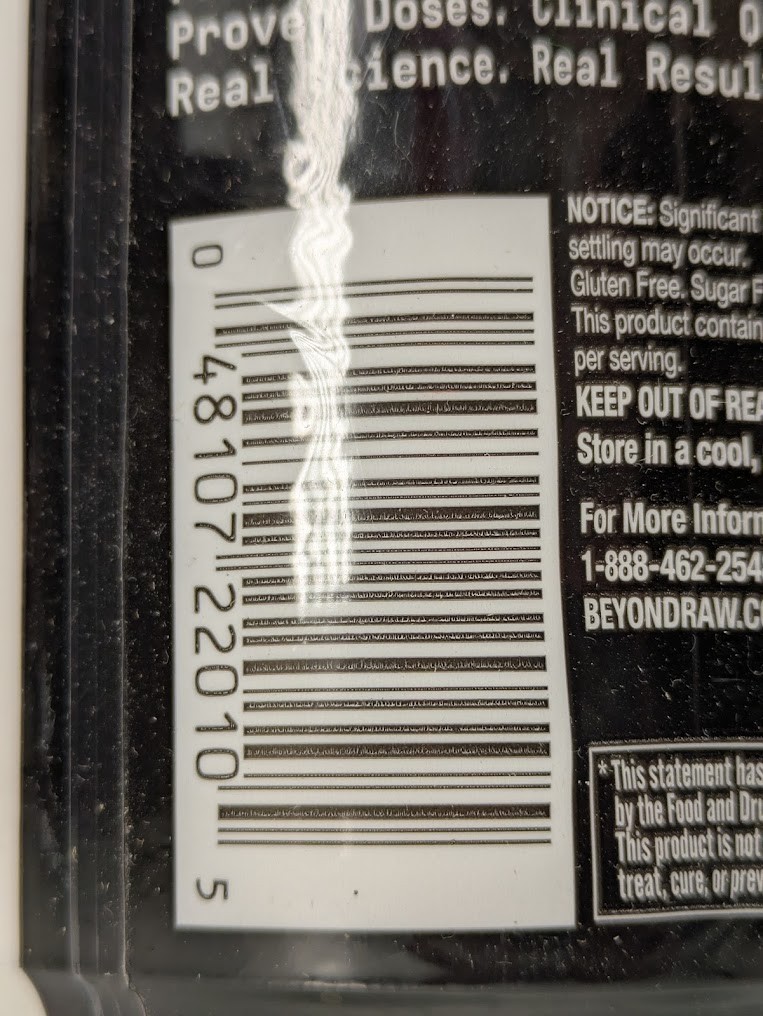 Doses. Clinical
Real Science. Real
0 48107 22010 5
NOTICE: Significant
settling may occur.
Gluten Free. Sugar
This product
per serving.
KEEP OUT OF
Store in a cool,
For More
1-888-462-254
BEYONDRAW.C
*This statement has
by the Food and
This product is not
treat, cure, or